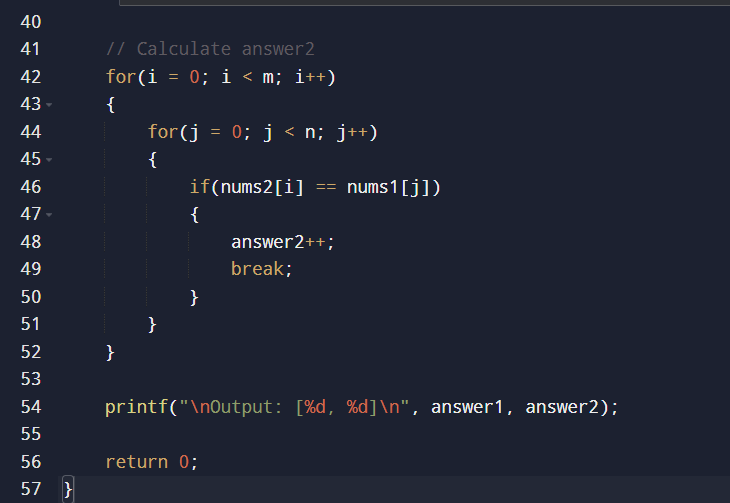 40
41 // Calculate answer2
42 for(i = 0; i < m; i++)
43 {
44 for(j = 0; j < n; j++)
45 {
46 if(nums2[i] == nums1[j])
47 {
48 answer2++;
49 break;
50 }
51 }
52 }
53
54 printf("\nOutput: [%d, %d]\n", answer1, answer2);
55
56 return 0;
57 }